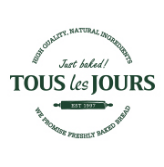 HIGH QUALITY, NATURAL INGREDIENTS
Just baked!
TOUS les JOURS
EST 1997
WE PROMISE FRESHLY BAKED BREAD